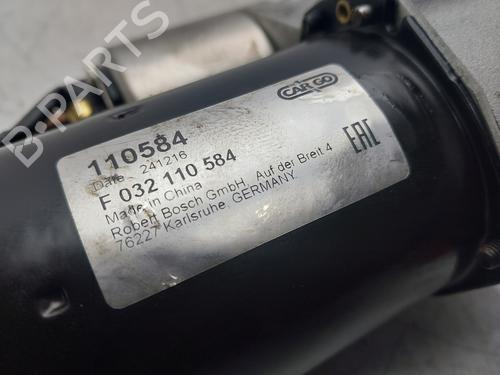 B-PARTS
CARGO
110584
Date 241216
EAC
F 032 110 584
Made in China
Robert Bosch GmbH Auf der Breit 4
76227 Karlsruhe, GERMANY